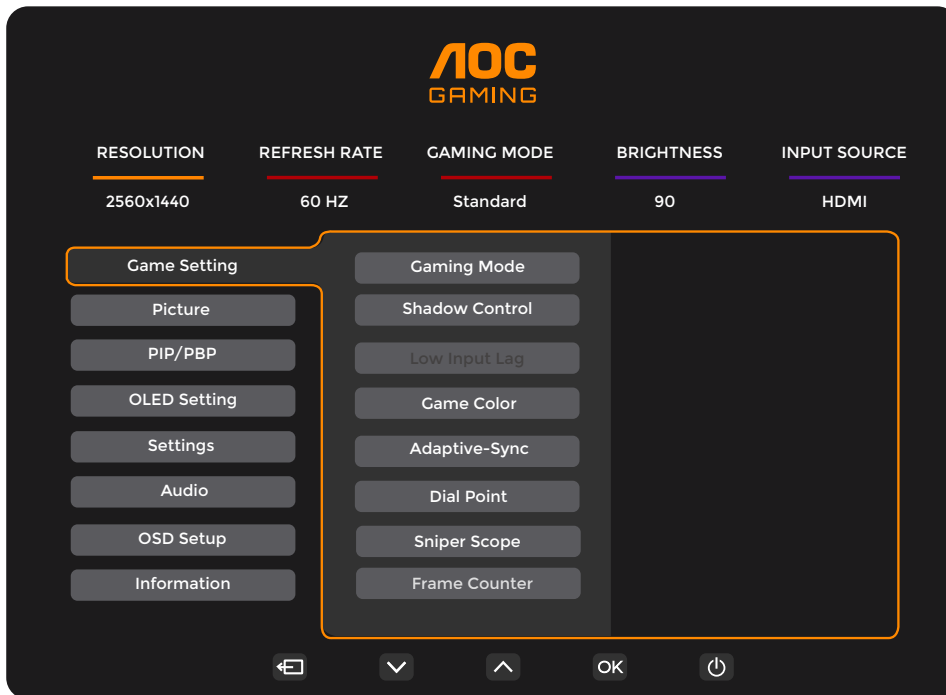 AOC
GAMING
RESOLUTION REFRESH RATE GAMING MODE BRIGHTNESS INPUT SOURCE
2560x1440 60 HZ Standard 90 HDMI
Game Setting Gaming Mode
Picture Shadow Control
PIP/PBP Low Input Lag
OLED Setting Game Color
Settings Adaptive-Sync
Audio Dial Point
OSD Setup Sniper Scope
Information Frame Counter
OK